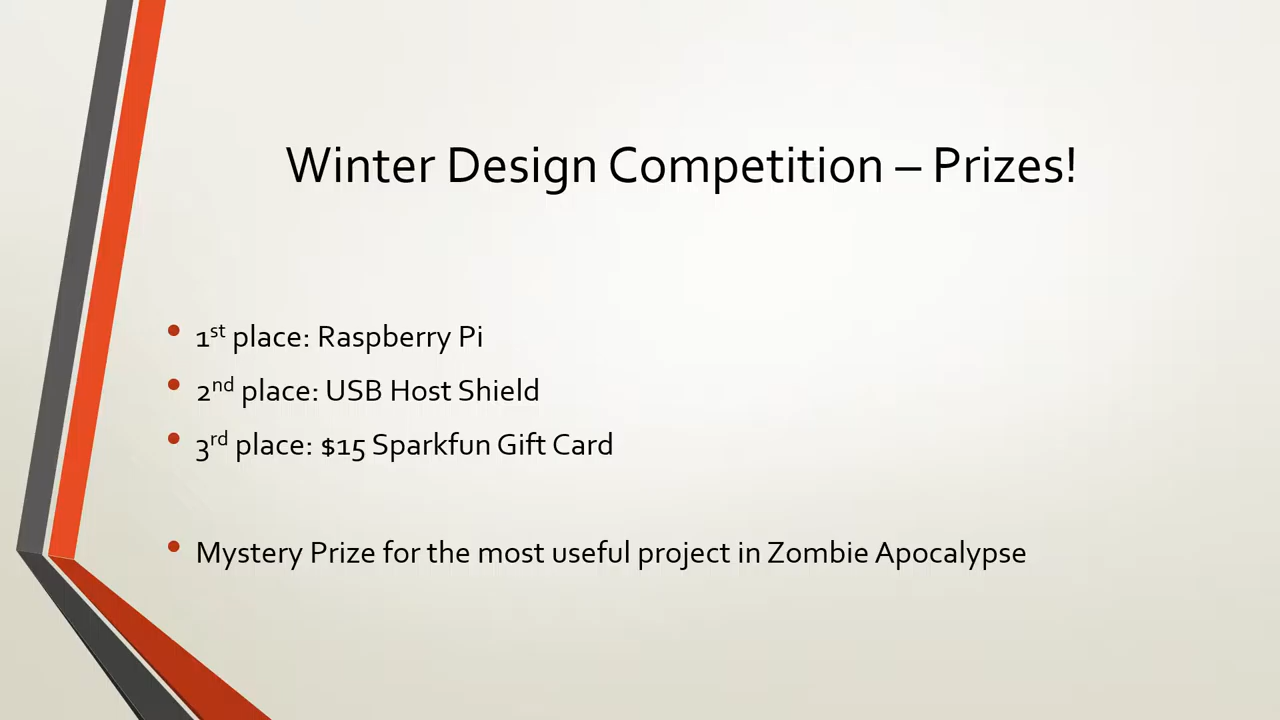 Winter Design Competition – Prizes!
• 1st place: Raspberry Pi
• 2nd place: USB Host Shield
• 3rd place: $15 Sparkfun Gift Card
• Mystery Prize for the most useful project in Zombie Apocalypse